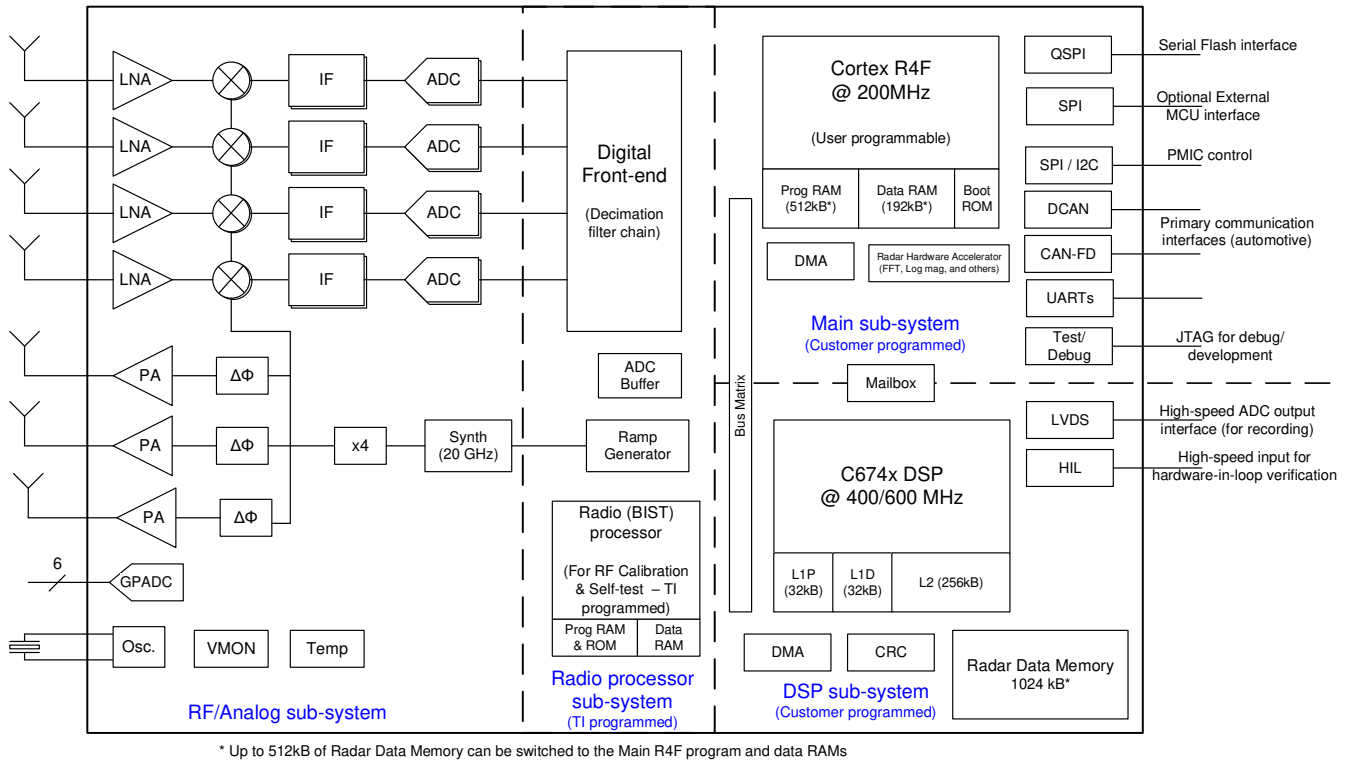 LNA
IF
ADC
LNA
IF
ADC
LNA
IF
ADC
LNA
IF
ADC
PA
ΔΦ
PA
ΔΦ
x4
Synth
(20 GHz)
PA
ΔΦ
6
GPADC
Osc.
VMON
Temp
RF/Analog sub-system
Digital
Front-end
(Decimation
filter chain)
ADC
Buffer
Ramp
Generator
Radio (BIST)
processor
(For RF Calibration
& Self-test – TI
programmed)
Prog RAM
& ROM
Data
RAM
Radio processor
sub-system
(TI programmed)
Bus Matrix
Cortex R4F
@ 200MHz
(User programmable)
Prog RAM
(512kB*)
Data RAM
(192kB*)
Boot
ROM
DMA
Radar Hardware Accelerator
(FFT, Log mag, and others)
Main sub-system
(Customer programmed)
Mailbox
C674x DSP
@ 400/600 MHz
L1P
(32kB)
L1D
(32kB)
L2 (256kB)
DMA
CRC
DSP sub-system
(Customer programmed)
Radar Data Memory
1024 kB*
QSPI
Serial Flash interface
SPI
Optional External
MCU interface
SPI / I2C
PMIC control
DCAN
Primary communication
interfaces (automotive)
CAN-FD
UARTs
Test/
Debug
JTAG for debug/
development
LVDS
High-speed ADC output
interface (for recording)
HIL
High-speed input for
hardware-in-loop verification
* Up to 512kB of Radar Data Memory can be switched to the Main R4F program and data RAMs